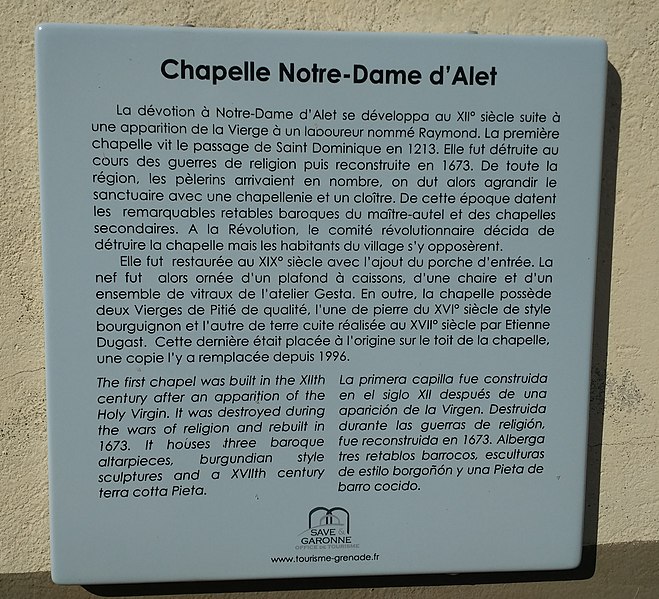 Chapelle Notre-Dame d'Alet
La dévotion à Notre-Dame d'Alet se développa au XII° siècle suite à
une apparition de la Vierge à un laboureur nommé Raymond. La première
chapelle vit le passage de Saint Dominique en 1213. Elle fut détruite au
cours des guerres de religion puis reconstruite en 1673. De toute la
région, les pèlerins arrivaient en nombre, on dut alors agrandir le
sanctuaire avec une chapellenie et un cloître. De cette époque datent
les remarquables retables baroques du maître-autel et des chapelles
secondaires. A la Révolution, le comité révolutionnaire décida de
détruire la chapelle mais les habitants du village s'y opposèrent.
Elle fut restaurée au XIX° siècle avec l'ajout du porche d'entrée. La
nef fut alors ornée d'un plafond à caissons, d'une chaire et d'un
ensemble de vitraux de l'atelier Gesta. En outre, la chapelle possède
deux Vierges de Pitié de qualité, l'une de pierre du XVI° siècle de style
bourguignon et l'autre de terre cuite réalisée au XVII° siècle par Etienne
Dugast. Cette dernière était placée à l'origine sur le toit de la chapelle,
une copie l'y a remplacée depuis 1996.
The first chapel was built in the XIIth
century after an apparition of the
Holy Virgin. It was destroyed during
the wars of religion and rebuilt in
1673. It houses three baroque
altarpieces, burgundian style
sculptures and a XVIIth century
terra cotta Pieta.
La primera capilla fue construida
en el siglo XII después de una
aparición de la Virgen. Destruida
durante las guerras de religión,
fue reconstruida en 1673. Alberga
tres retablos barrocos, esculturas
de estilo borgoñón y una Pieta de
barro cocido.
SAVE &
GARONNE
OFFICE DE TOURISME
www.tourisme-grenade.fr